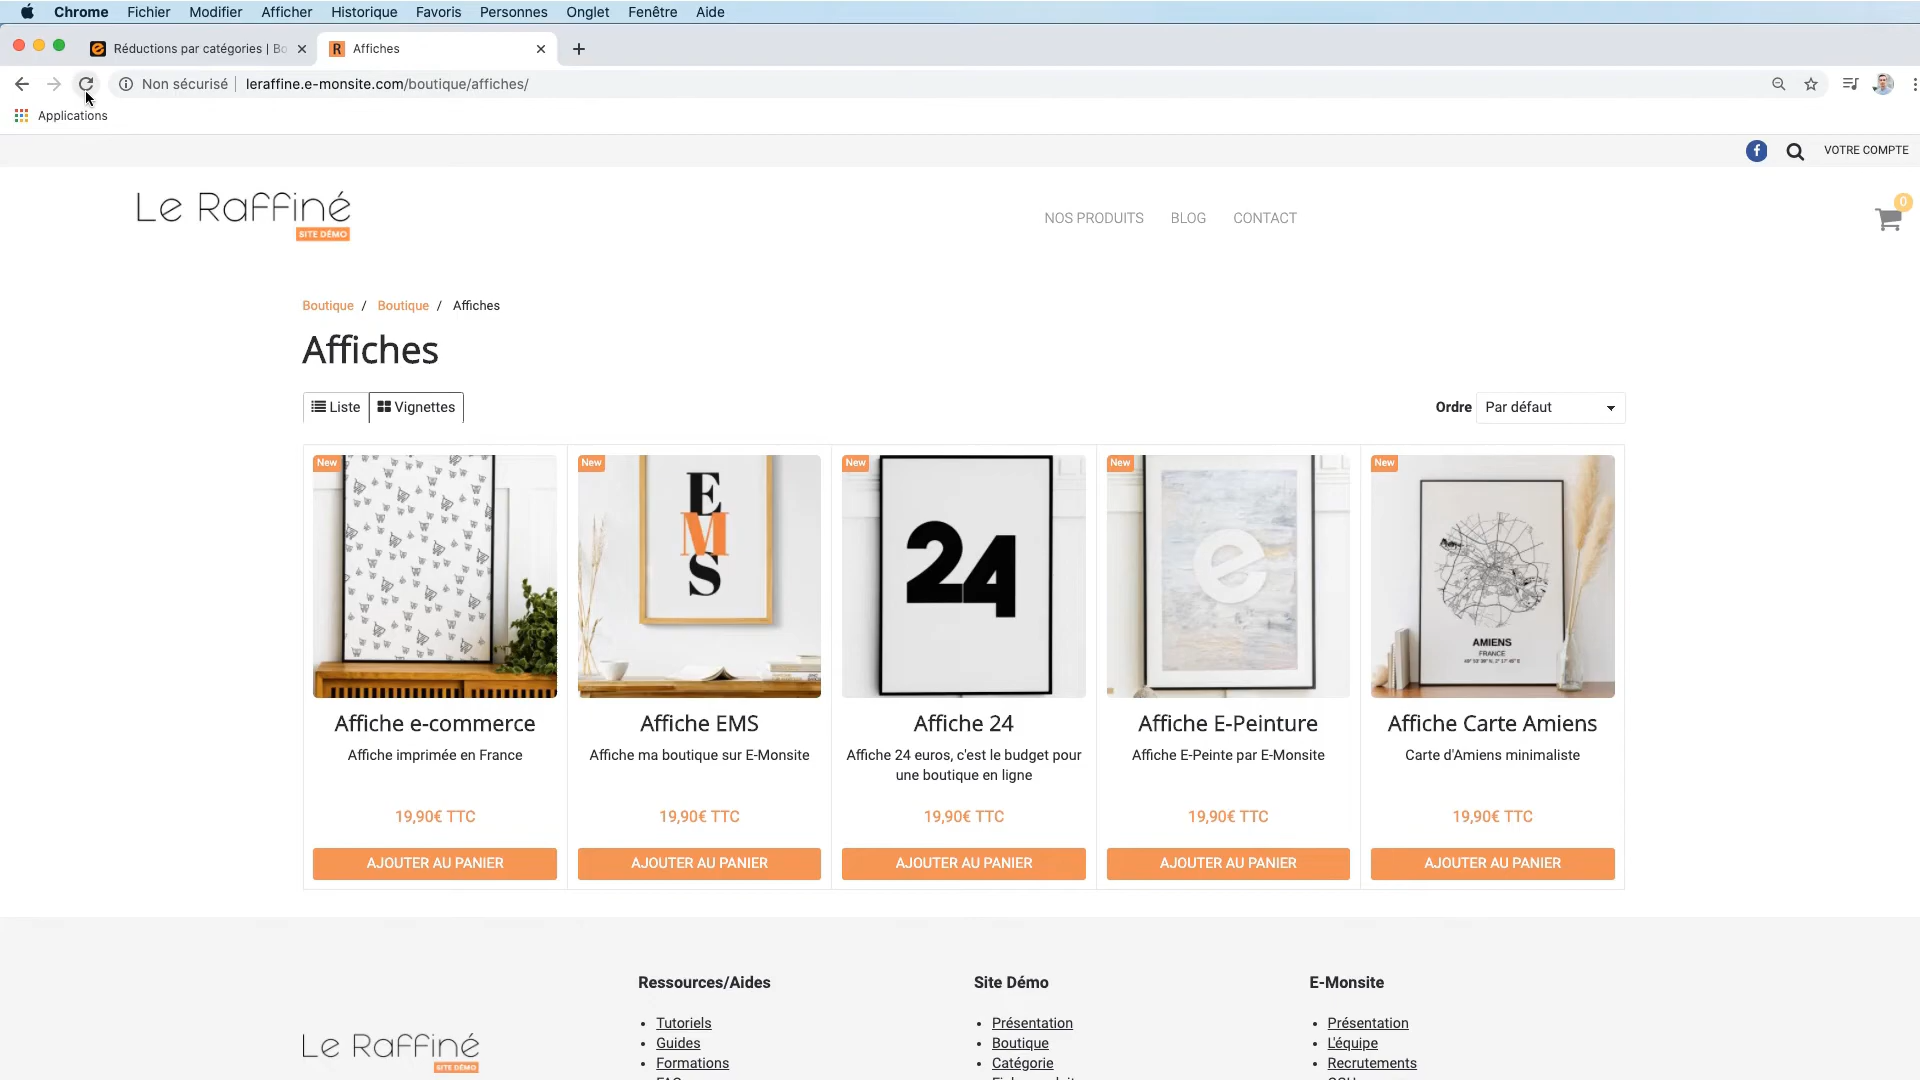 Chrome Fichier Modifier Afficher Historique Favoris Personnes Onglet Fenêtre Aide
Réductions par catégories | Bo
R Affiches
Non sécurisé leraffine.e-monsite.com/boutique/affiches/
Applications
VOTRE COMPTE
Le Raffiné
SITE DÉMO
NOS PRODUITS BLOG CONTACT
0
Boutique / Boutique / Affiches
Affiches
Liste Vignettes
Ordre Par défaut
New New New New New
E
M
S
24
e
AMIENS
FRANCE
Affiche e-commerce
Affiche imprimée en France
19,90€ TTC
AJOUTER AU PANIER
Affiche EMS
Affiche ma boutique sur E-Monsite
19,90€ TTC
AJOUTER AU PANIER
Affiche 24
Affiche 24 euros, c'est le budget pour
une boutique en ligne
19,90€ TTC
AJOUTER AU PANIER
Affiche E-Peinture
Affiche E-Peinte par E-Monsite
19,90€ TTC
AJOUTER AU PANIER
Affiche Carte Amiens
Carte d'Amiens minimaliste
19,90€ TTC
AJOUTER AU PANIER
Le Raffiné
SITE DÉMO
Ressources/Aides
• Tutoriels
• Guides
• Formations
Site Démo
• Présentation
• Boutique
• Catégorie
E-Monsite
• Présentation
• L'équipe
• Recrutements